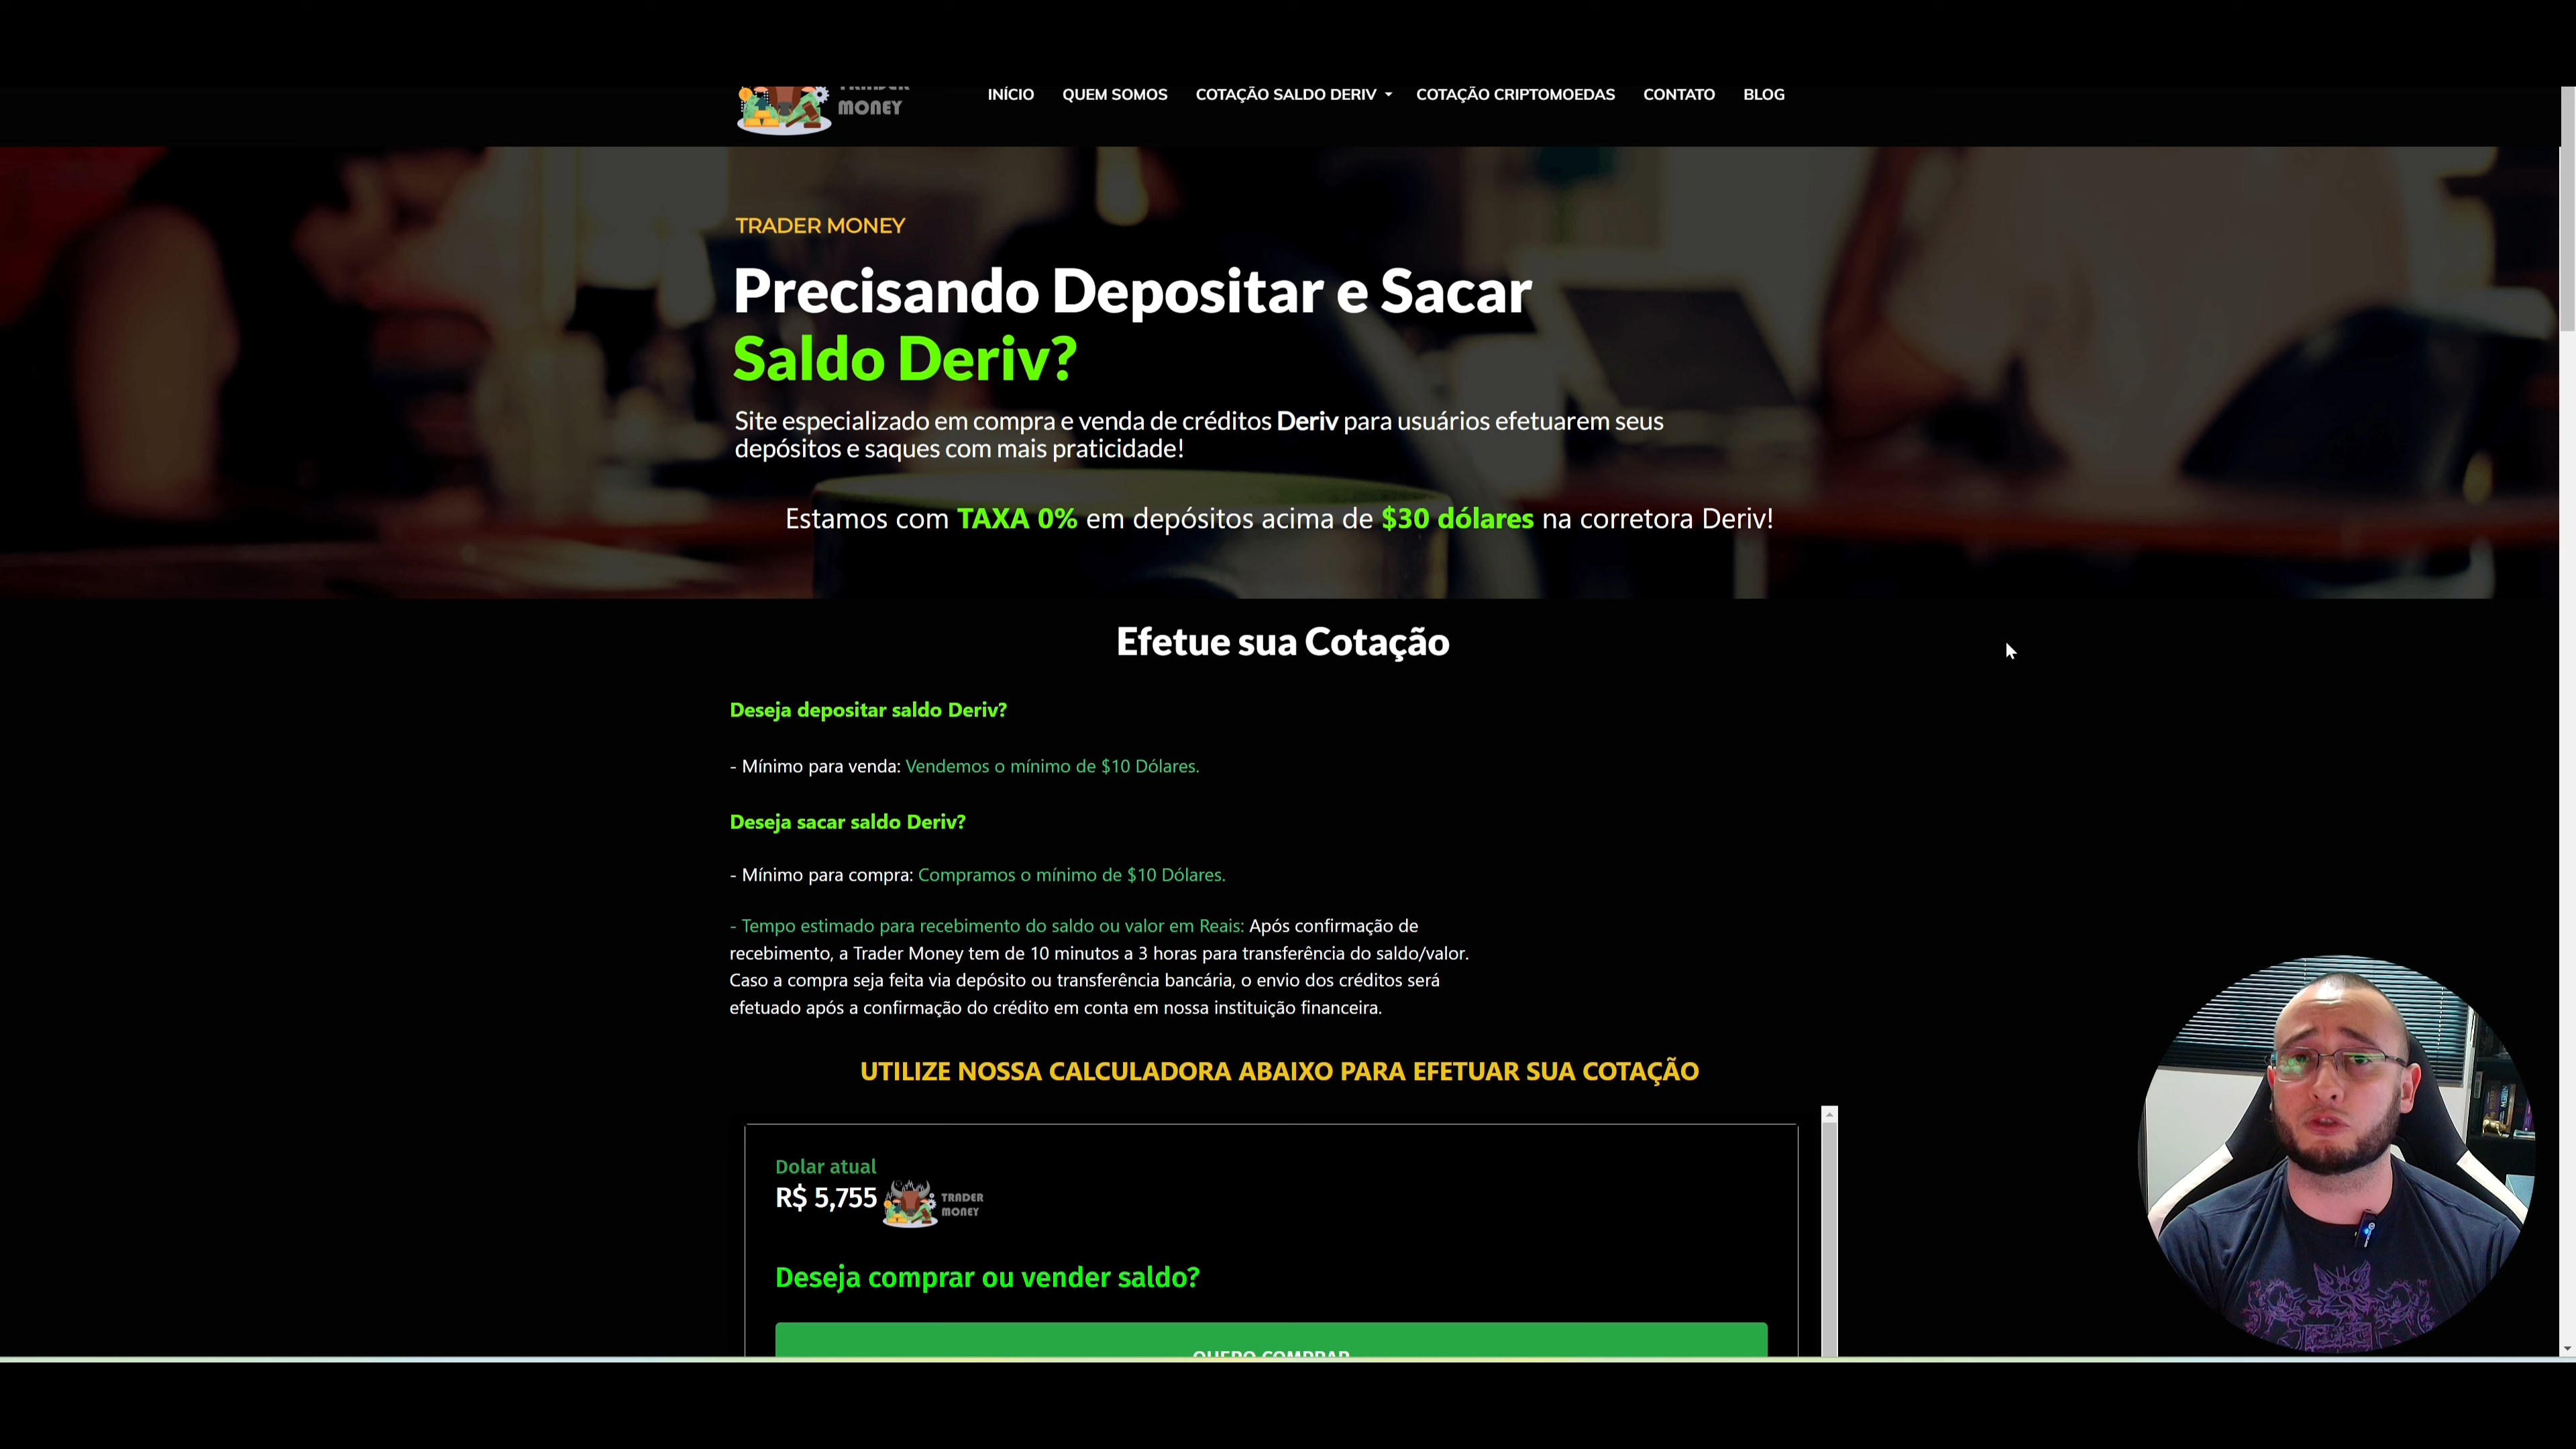 TRADER
MONEY
INÍCIO
QUEM SOMOS
COTAÇÃO SALDO DERIV
COTAÇÃO CRIPTOMOEDAS
CONTATO
BLOG
TRADER MONEY
Precisando Depositar e Sacar
Saldo Deriv?
Site especializado em compra e venda de créditos Deriv para usuários efetuarem seus
depósitos e saques com mais praticidade!
Estamos com TAXA 0% em depósitos acima de $30 dólares na corretora Deriv!
Efetue sua Cotação
Deseja depositar saldo Deriv?
- Mínimo para venda: Vendemos o mínimo de $10 Dólares.
Deseja sacar saldo Deriv?
- Mínimo para compra: Compramos o mínimo de $10 Dólares.
- Tempo estimado para recebimento do saldo ou valor em Reais: Após confirmação de
recebimento, a Trader Money tem de 10 minutos a 3 horas para transferência do saldo/valor.
Caso a compra seja feita via depósito ou transferência bancária, o envio dos créditos será
efetuado após a confirmação do crédito em conta em nossa instituição financeira.
UTILIZE NOSSA CALCULADORA ABAIXO PARA EFETUAR SUA COTAÇÃO
Dolar atual
R$ 5,755
TRADER
MONEY
Deseja comprar ou vender saldo?
QUERO COMPRAR